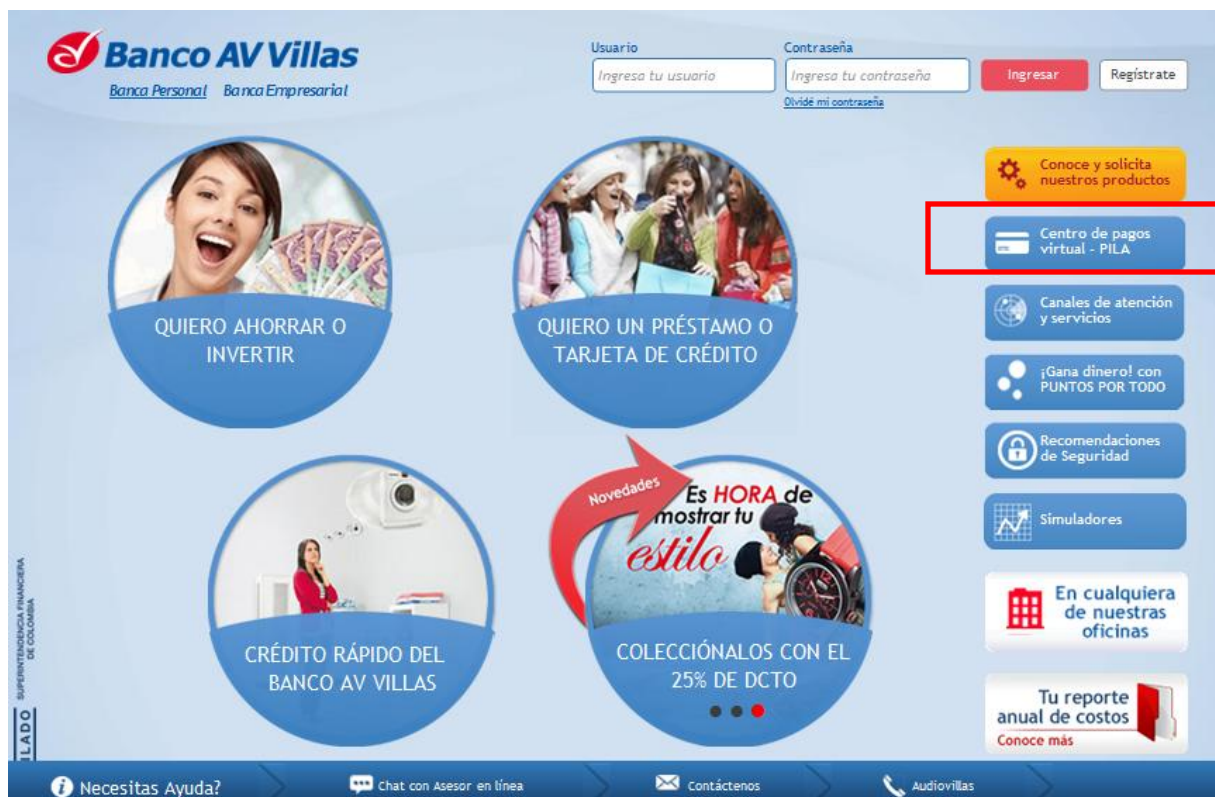 Banco AV Villas
Banca Personal Banca Empresarial
Usuario
Ingresa tu usuario
Contraseña
Ingresa tu contraseña
Olvidé mi contraseña
Ingresar
Regístrate
QUIERO AHORRAR O
INVERTIR
QUIERO UN PRÉSTAMO O
TARJETA DE CRÉDITO
Conoce y solicita
nuestros productos
Centro de pagos
virtual - PILA
Canales de atención
y servicios
¡Gana dinero! con
PUNTOS POR TODO
Recomendaciones
de Seguridad
Simuladores
CRÉDITO RÁPIDO DEL
BANCO AV VILLAS
Novedades
Es HORA de
mostrar tu
estilo
COLECCIÓNALOS CON EL
25% DE DCTO
En cualquiera
de nuestras
oficinas
Tu reporte
anual de costos
Conoce más
SUPERINTENDENCIA FINANCIERA
DE COLOMBIA
ILADO
Necesitas Ayuda?
Chat con Asesor en línea
Contáctenos
Audiovillas